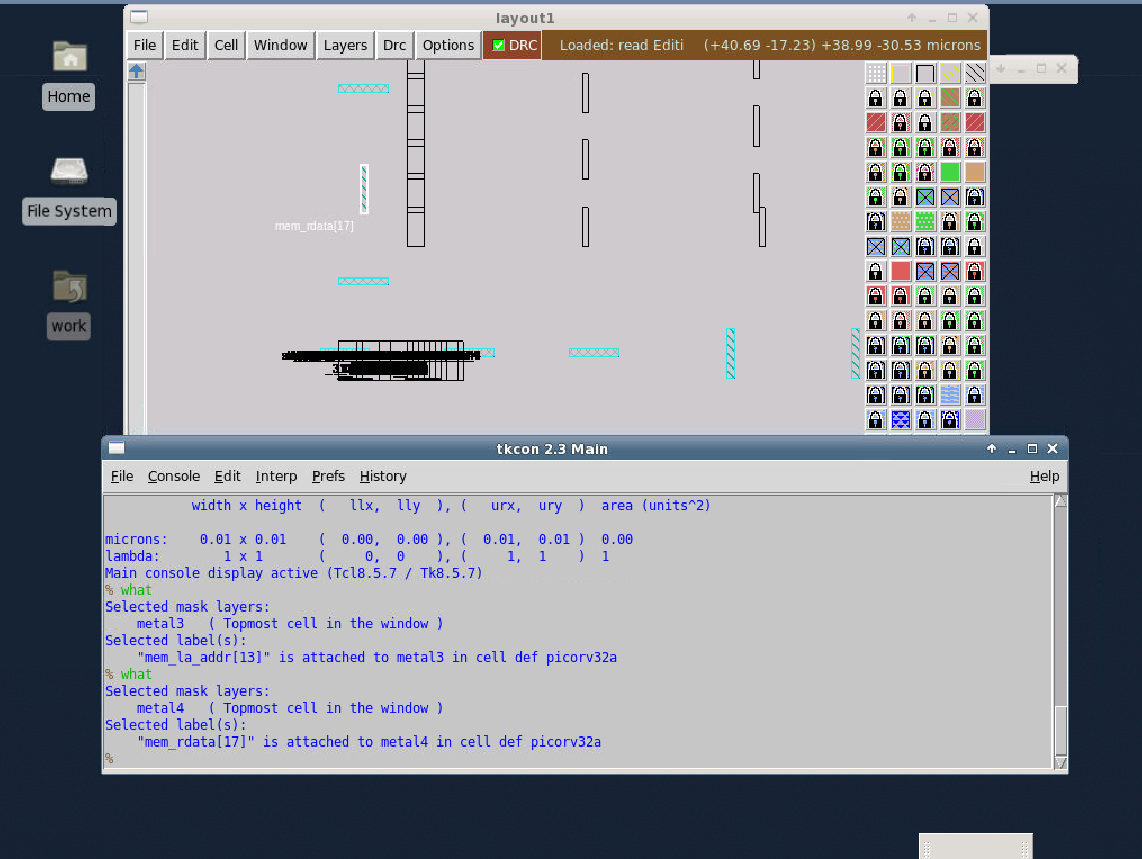 layout1
File Edit Cell Window Layers Drc Options DRC Loaded: read Editi (+40.69 -17.23) +38.99 -30.53 microns
Home
File System
work
mem_rdata[17]
tkcon 2.3 Main
File Console Edit Interp Prefs History Help
width x height ( llx, lly ), ( urx, ury ) area (units^2)
microns: 0.01 x 0.01 ( 0.00, 0.00 ), ( 0.01, 0.01 ) 0.00
lambda: 1 x 1 ( 0, 0 ), ( 1, 1 ) 1
Main console display active (Tcl8.5.7 / Tk8.5.7)
% what
Selected mask layers:
metal3 ( Topmost cell in the window )
Selected label(s):
"mem_la_addr[13]" is attached to metal3 in cell def picorv32a
% what
Selected mask layers:
metal4 ( Topmost cell in the window )
Selected label(s):
"mem_rdata[17]" is attached to metal4 in cell def picorv32a
%